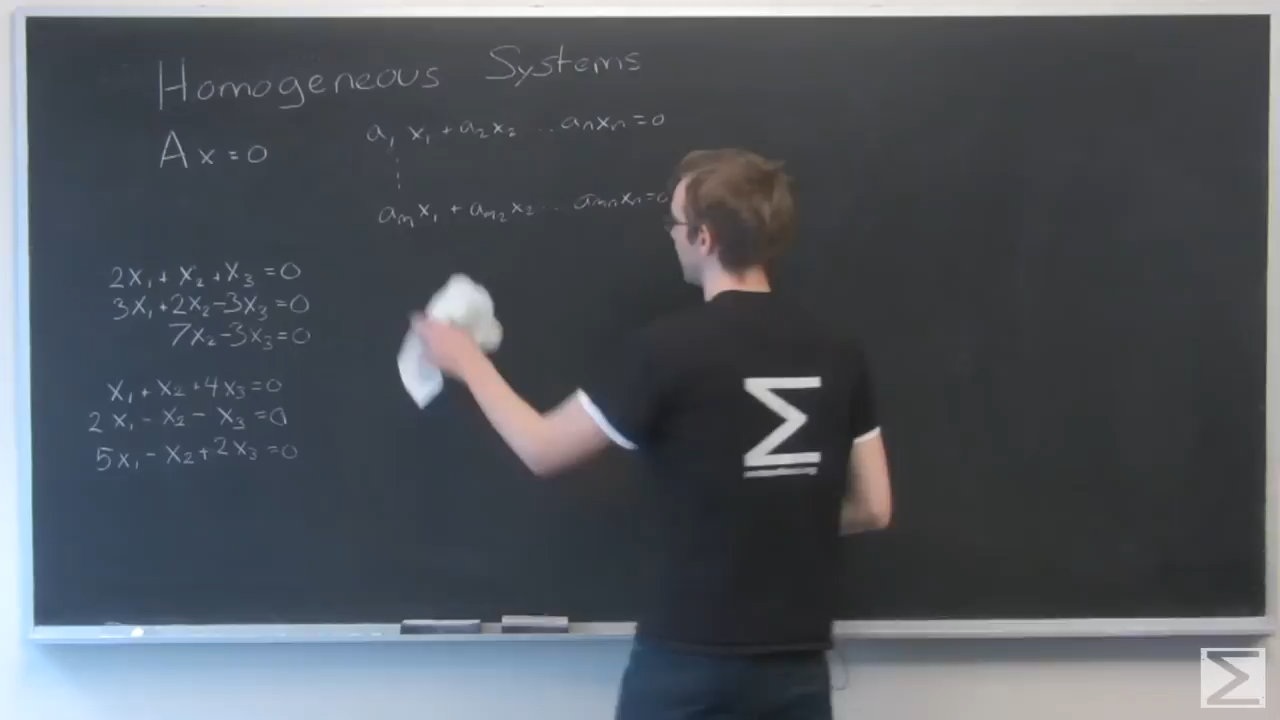 Homogeneous Systems
Ax=0
a₁x₁+a₂x₂...aₙxₙ=0
aₘx₁+aₘ₂x₂...aₘₙxₙ=0
2x₁+x₂+x₃=0
3x₁+2x₂-3x₃=0
7x₂-3x₃=0
x₁+x₂+4x₃=0
2x₁-x₂-x₃=0
5x₁-x₂+2x₃=0
Σ
Σ